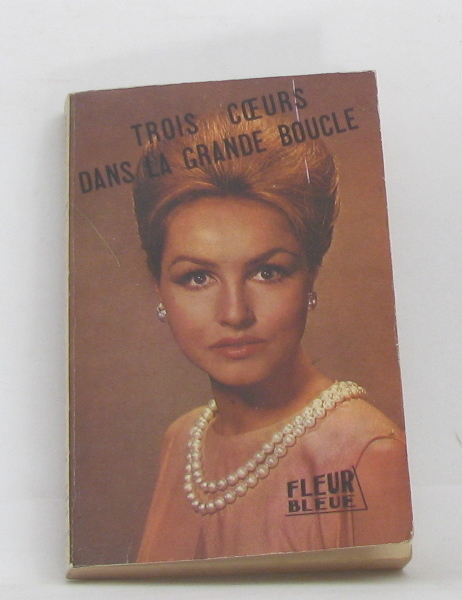 TROIS CŒURS
DANS LA GRANDE BOUCLE
FLEUR
BLEUE